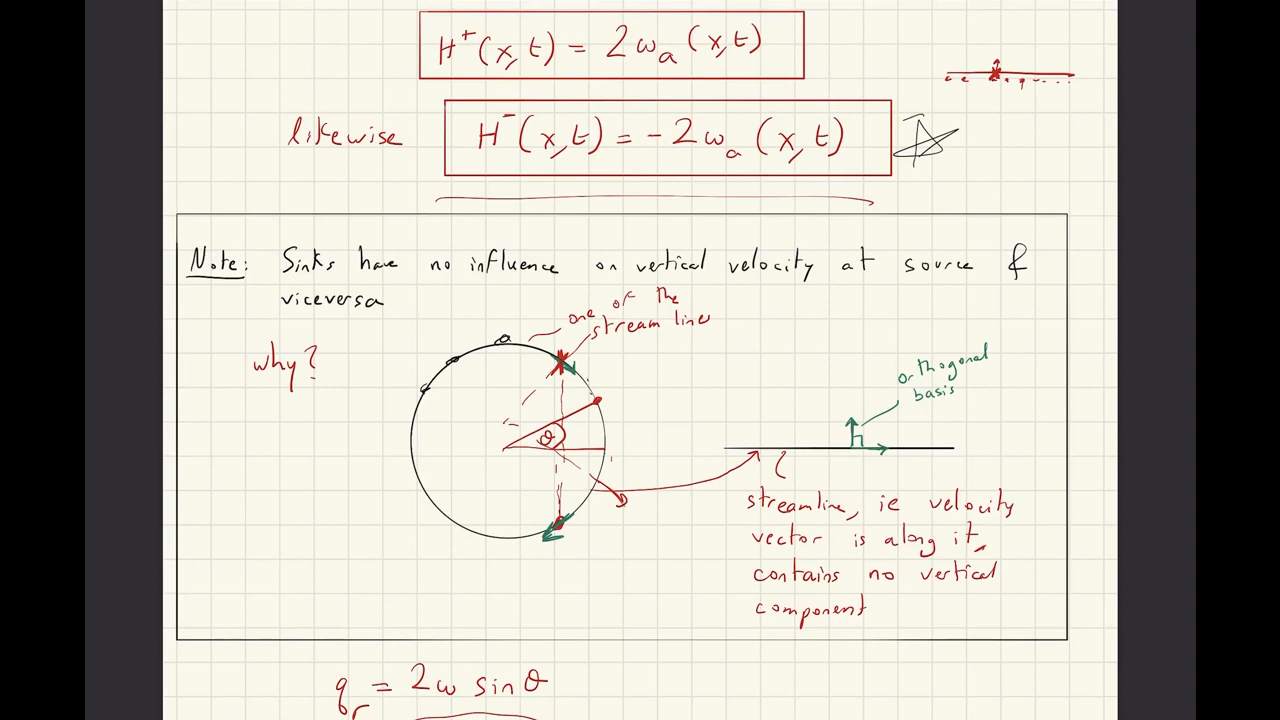 H⁺(x,t) = 2ω_a (x,t)
likewise H⁻(x,t) = -2ω_a (x,t)
Note: Sinks have no influence on vertical velocity at source &
viceversa
why?
one of the
stream lines
θ
orthogonal
basis
streamline, ie velocity
vector is along it,
contains no vertical
component
q_r = 2ω sinθ